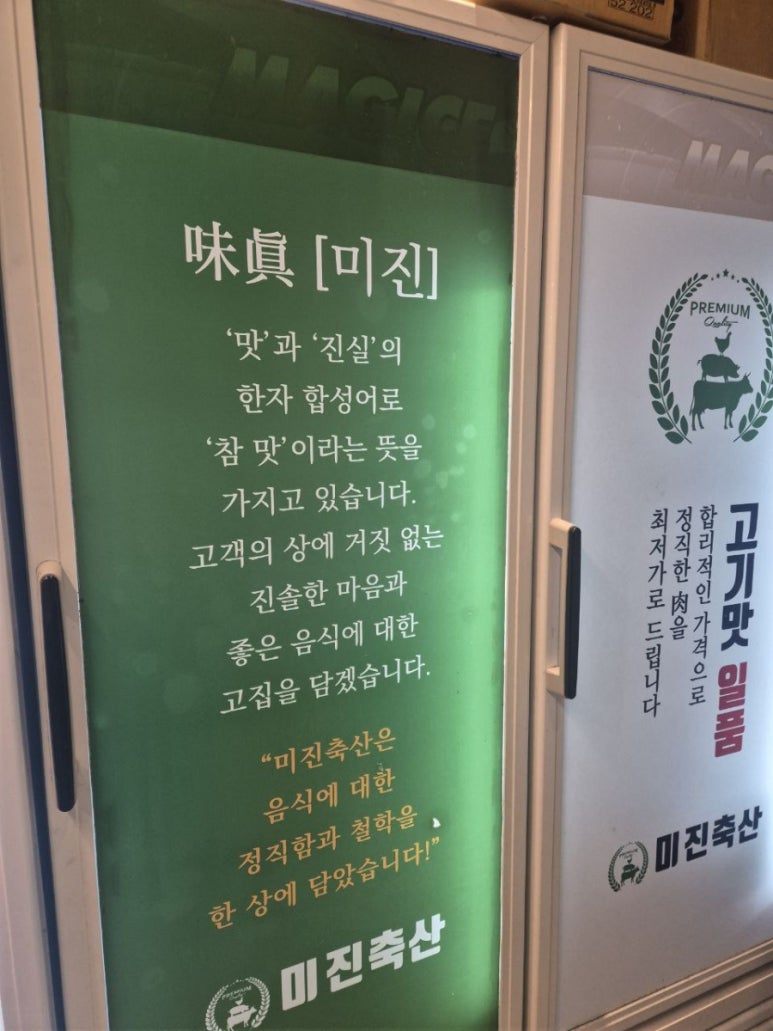 52 202
MAGICE
味眞 [미진]
‘맛’과 ‘진실’의
한자 합성어로
‘참 맛’이라는 뜻을
가지고 있습니다.
고객의 상에 거짓 없는
진솔한 마음과
좋은 음식에 대한
고집을 담겠습니다.
“미진축산은
음식에 대한
정직함과 철학을
한 상에 담았습니다!”
PREMIUM
미진축산
MAGIC
PREMIUM
Quality
고기맛 일품
합리적인 가격으로
정직한 肉을
최저가로 드립니다
PREMIUM
미진축산